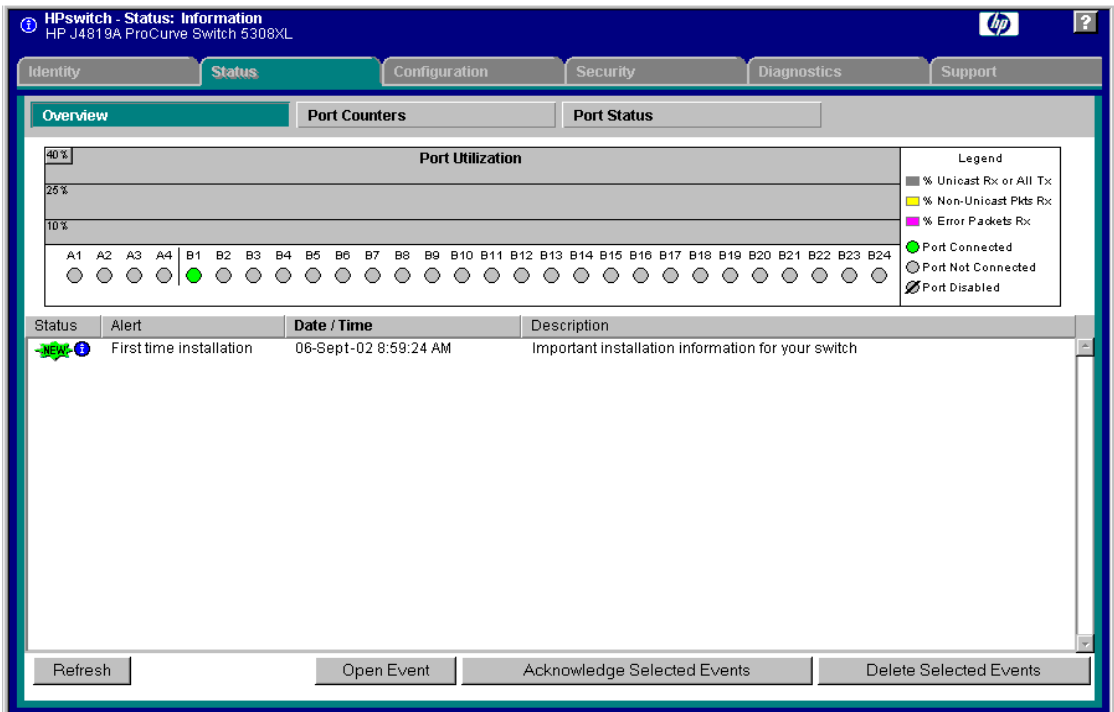 HPswitch - Status: Information
HP J4819A ProCurve Switch 5308XL
hp
?
Identity Status Configuration Security Diagnostics Support
Overview Port Counters Port Status
40 % Port Utilization
25 %
10 %
Legend
% Unicast Rx or All Tx
% Non-Unicast Pkts Rx
% Error Packets Rx
Port Connected
Port Not Connected
Port Disabled
A1 A2 A3 A4 B1 B2 B3 B4 B5 B6 B7 B8 B9 B10 B11 B12 B13 B14 B15 B16 B17 B18 B19 B20 B21 B22 B23 B24
Status Alert Date / Time Description
NEW i First time installation 06-Sept-02 8:59:24 AM Important installation information for your switch
Refresh Open Event Acknowledge Selected Events Delete Selected Events